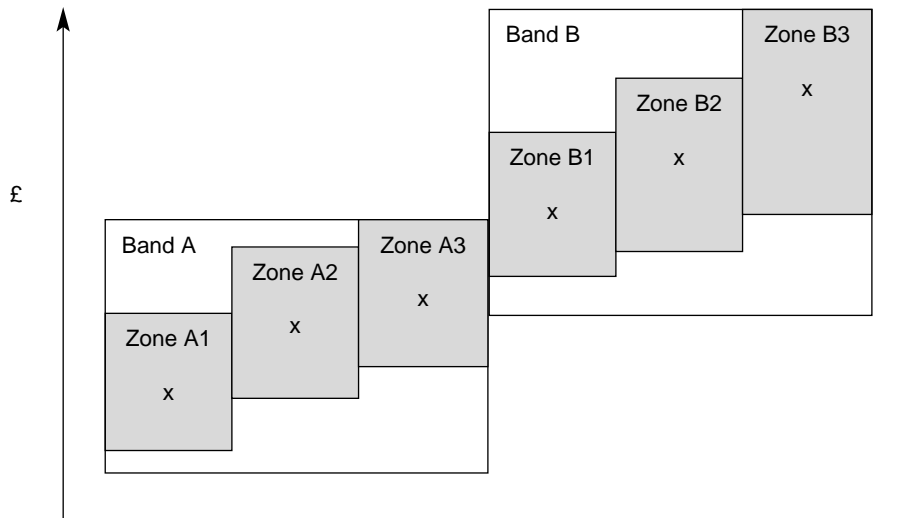 Band B
Zone B3
Zone B2
x
Zone B1
x
£
x
Band A
Zone A3
Zone A2
x
x
Zone A1
x